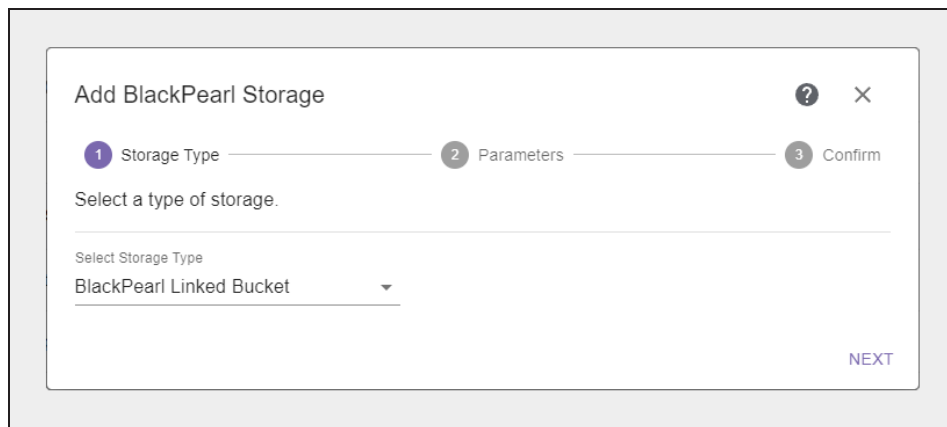 Add BlackPearl Storage
1 Storage Type 2 Parameters 3 Confirm
Select a type of storage.
Select Storage Type
BlackPearl Linked Bucket
NEXT